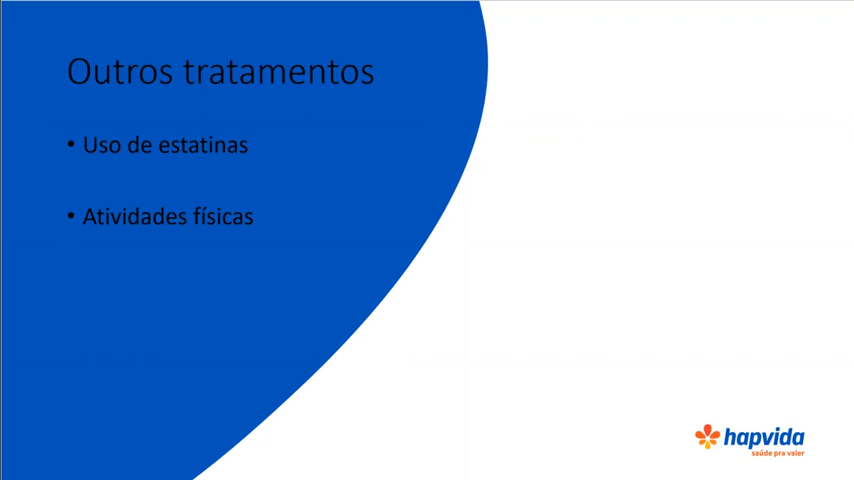 Outros tratamentos
• Uso de estatinas
• Atividades físicas
hapvida
saúde pra valer